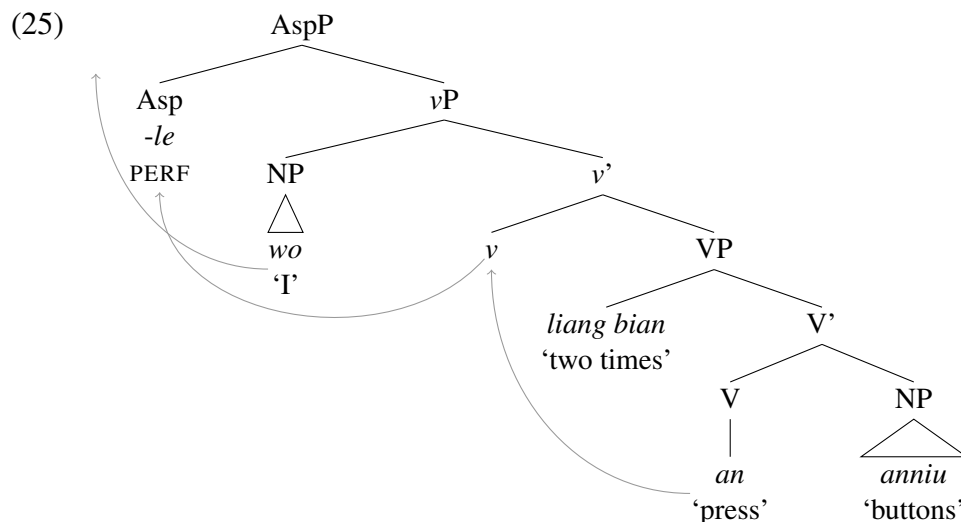 (25) AspP
Asp vP
-le
PERF NP v'
wo v VP
'I'
liang bian V'
'two times'
V NP
an anniu
'press' 'buttons'